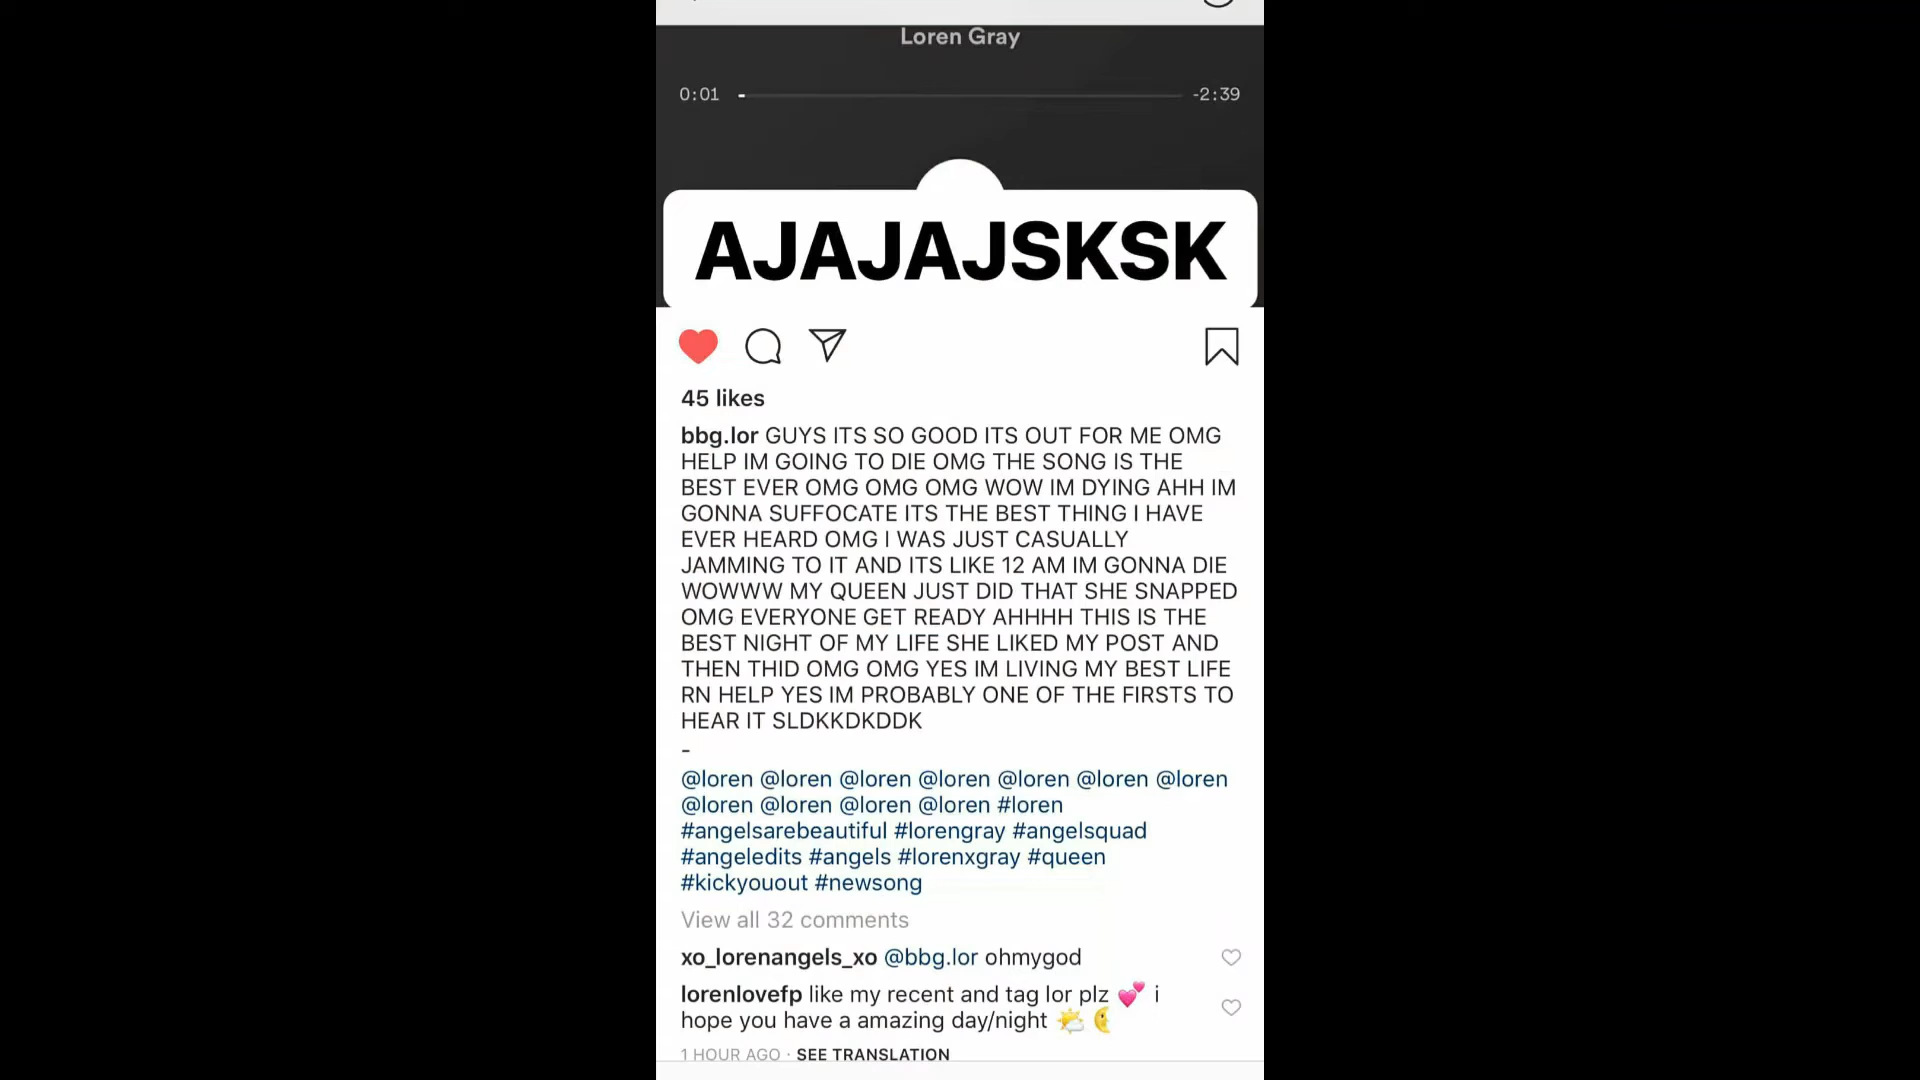 Loren Gray
0:01 -2:39
AJAJAJSKSK
45 likes
bbg.lor GUYS ITS SO GOOD ITS OUT FOR ME OMG
HELP IM GOING TO DIE OMG THE SONG IS THE
BEST EVER OMG OMG OMG WOW IM DYING AHH IM
GONNA SUFFOCATE ITS THE BEST THING I HAVE
EVER HEARD OMG I WAS JUST CASUALLY
JAMMING TO IT AND ITS LIKE 12 AM IM GONNA DIE
WOWWW MY QUEEN JUST DID THAT SHE SNAPPED
OMG EVERYONE GET READY AHHHH THIS IS THE
BEST NIGHT OF MY LIFE SHE LIKED MY POST AND
THEN THID OMG OMG YES IM LIVING MY BEST LIFE
RN HELP YES IM PROBABLY ONE OF THE FIRSTS TO
HEAR IT SLDKKDKDDK
-
@loren @loren @loren @loren @loren @loren @loren
@loren @loren @loren @loren #loren
#angelsarebeautiful #lorengray #angelsquad
#angeledits #angels #lorenxgray #queen
#kickyouout #newsong
View all 32 comments
xo_lorenangels_xo @bbg.lor ohmygod
lorenlovefp like my recent and tag lor plz 💕 i
hope you have a amazing day/night 🌤️ 🌜
1 HOUR AGO · SEE TRANSLATION